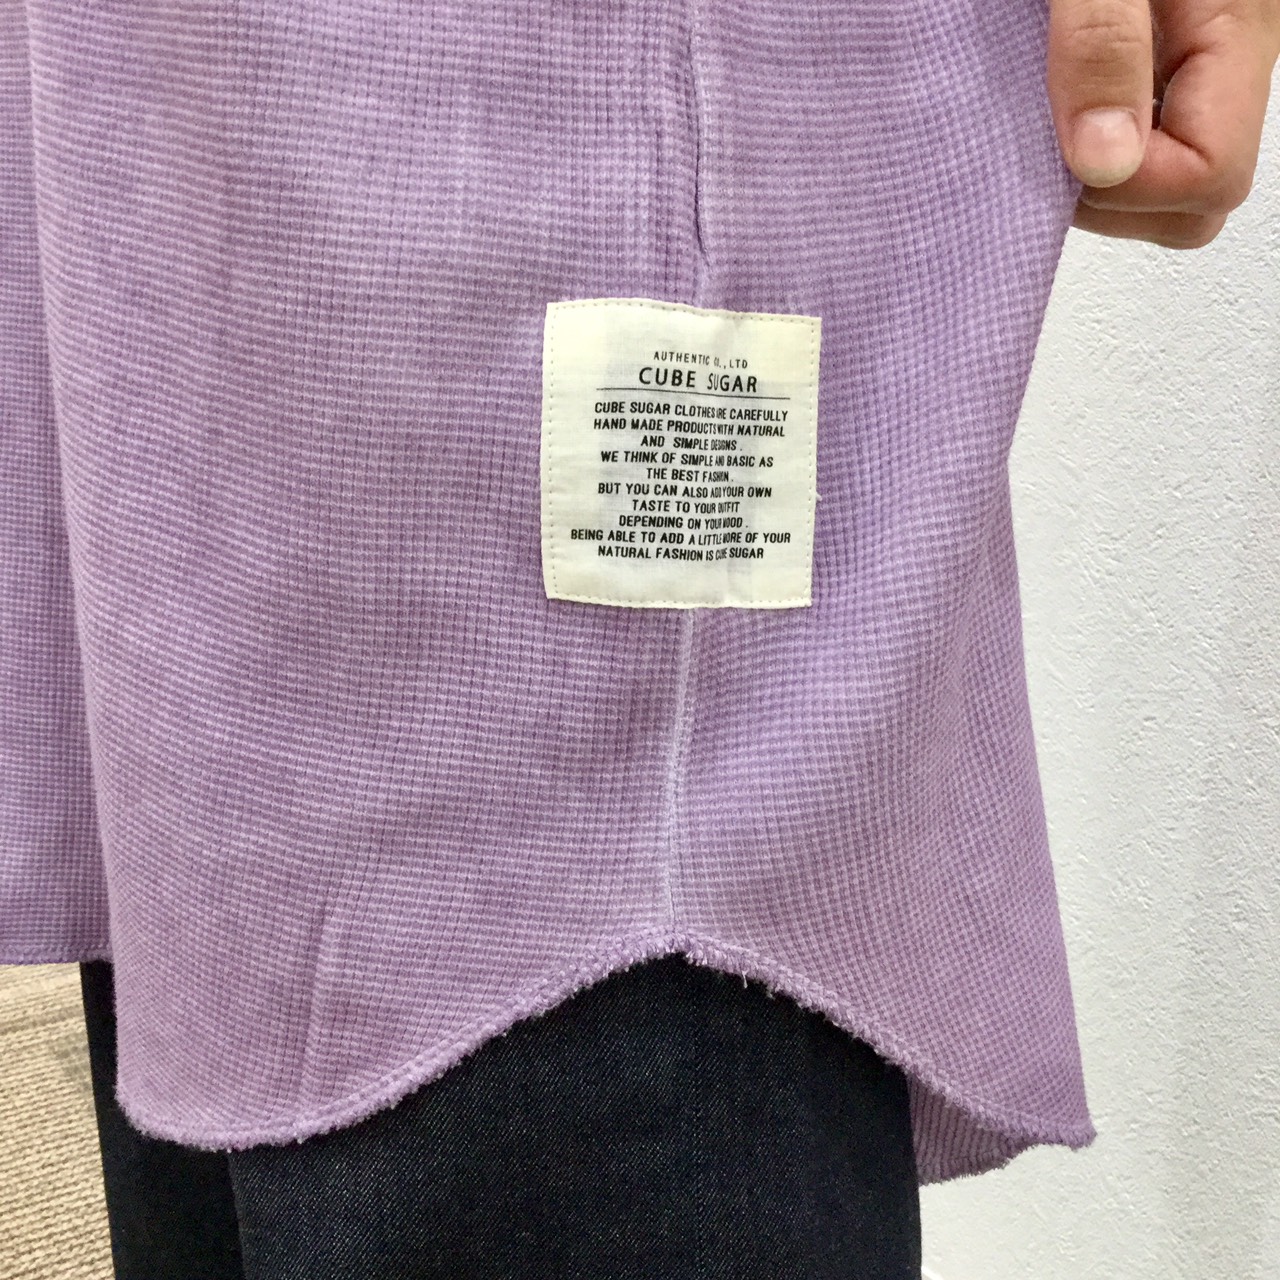 AUTHENTIC CO., LTD
CUBE SUGAR
CUBE SUGAR CLOTHES ARE CAREFULLY
HAND MADE PRODUCTS WITH NATURAL
AND SIMPLE DESIGNS .
WE THINK OF SIMPLE AND BASIC AS
THE BEST FASHION .
BUT YOU CAN ALSO ADD YOUR OWN
TASTE TO YOUR OUTFIT
DEPENDING ON YOUR MOOD .
BEING ABLE TO ADD A LITTLE MORE OF YOUR
NATURAL FASHION IS CUBE SUGAR